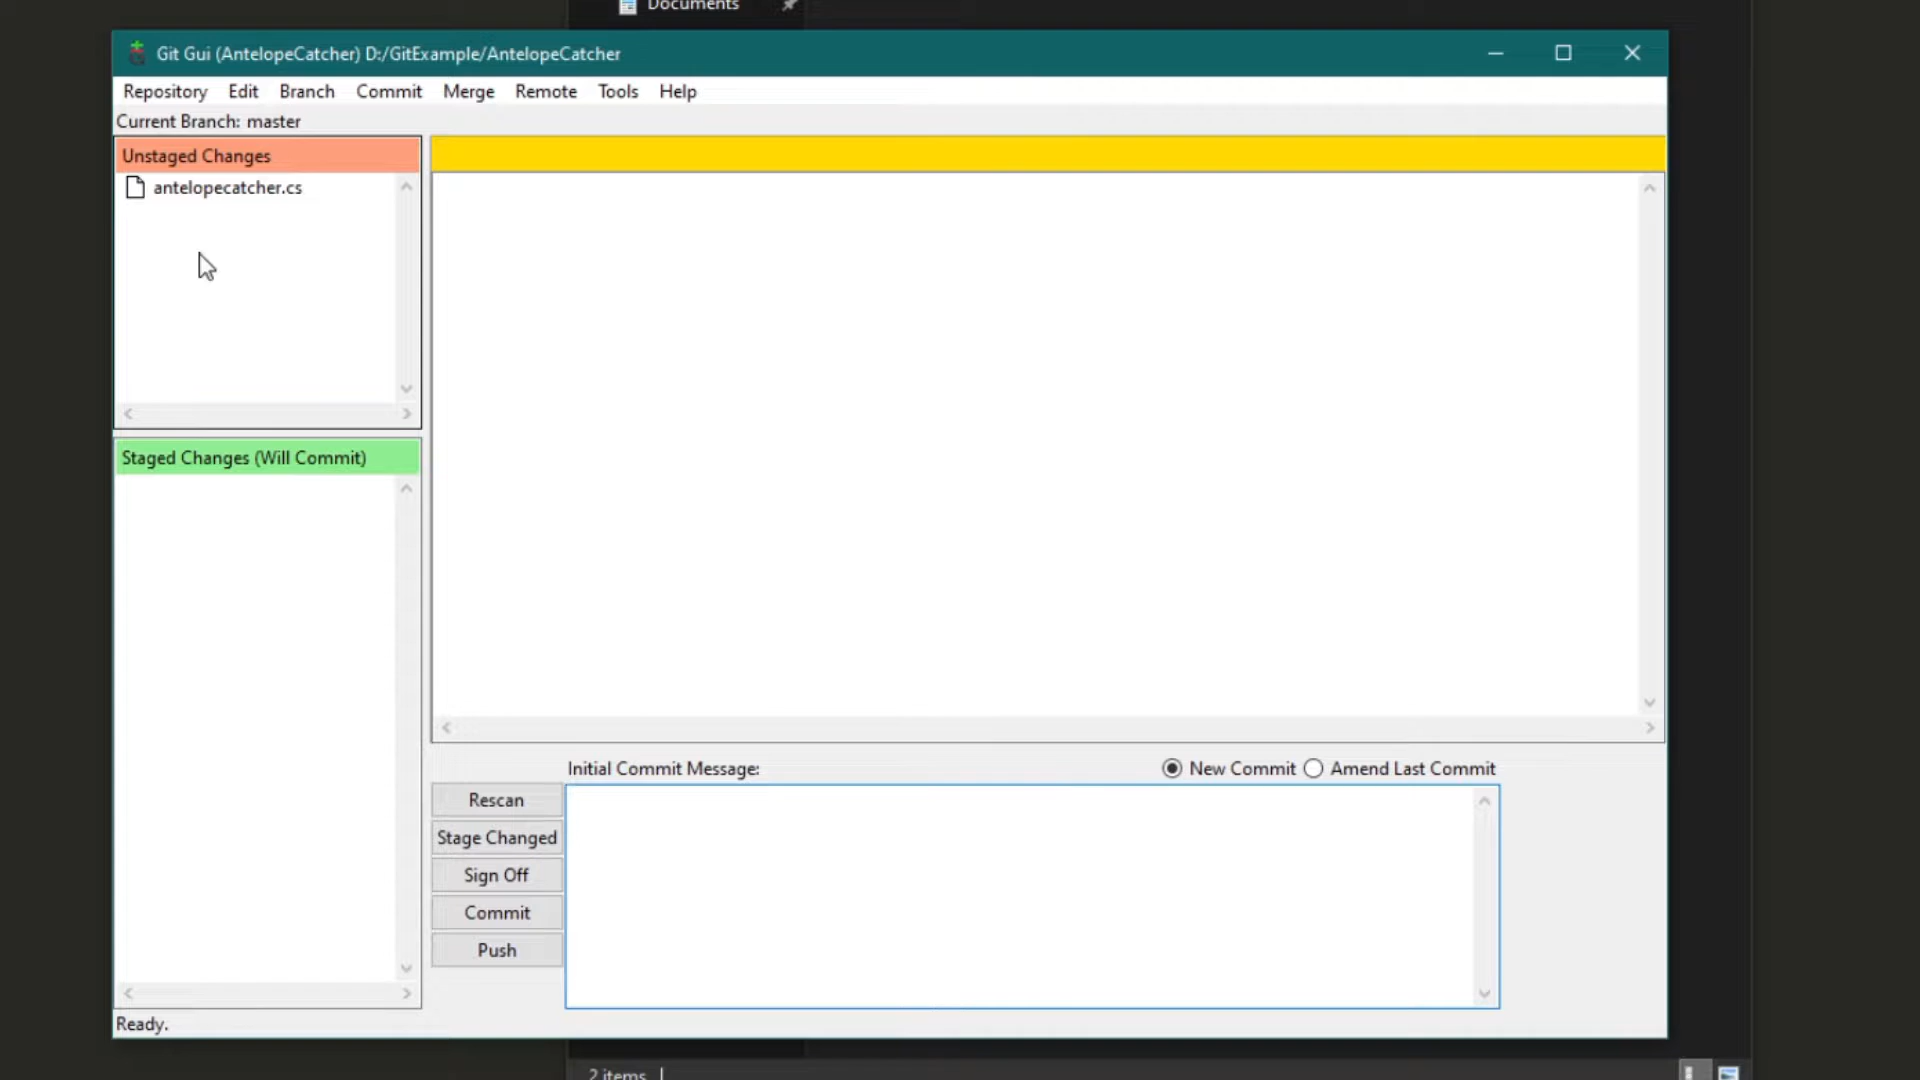 Documents
Git Gui (AntelopeCatcher) D:/GitExample/AntelopeCatcher
Repository Edit Branch Commit Merge Remote Tools Help
Current Branch: master
Unstaged Changes
antelopecatcher.cs
Staged Changes (Will Commit)
Initial Commit Message: New Commit Amend Last Commit
Rescan
Stage Changed
Sign Off
Commit
Push
Ready.
2 items